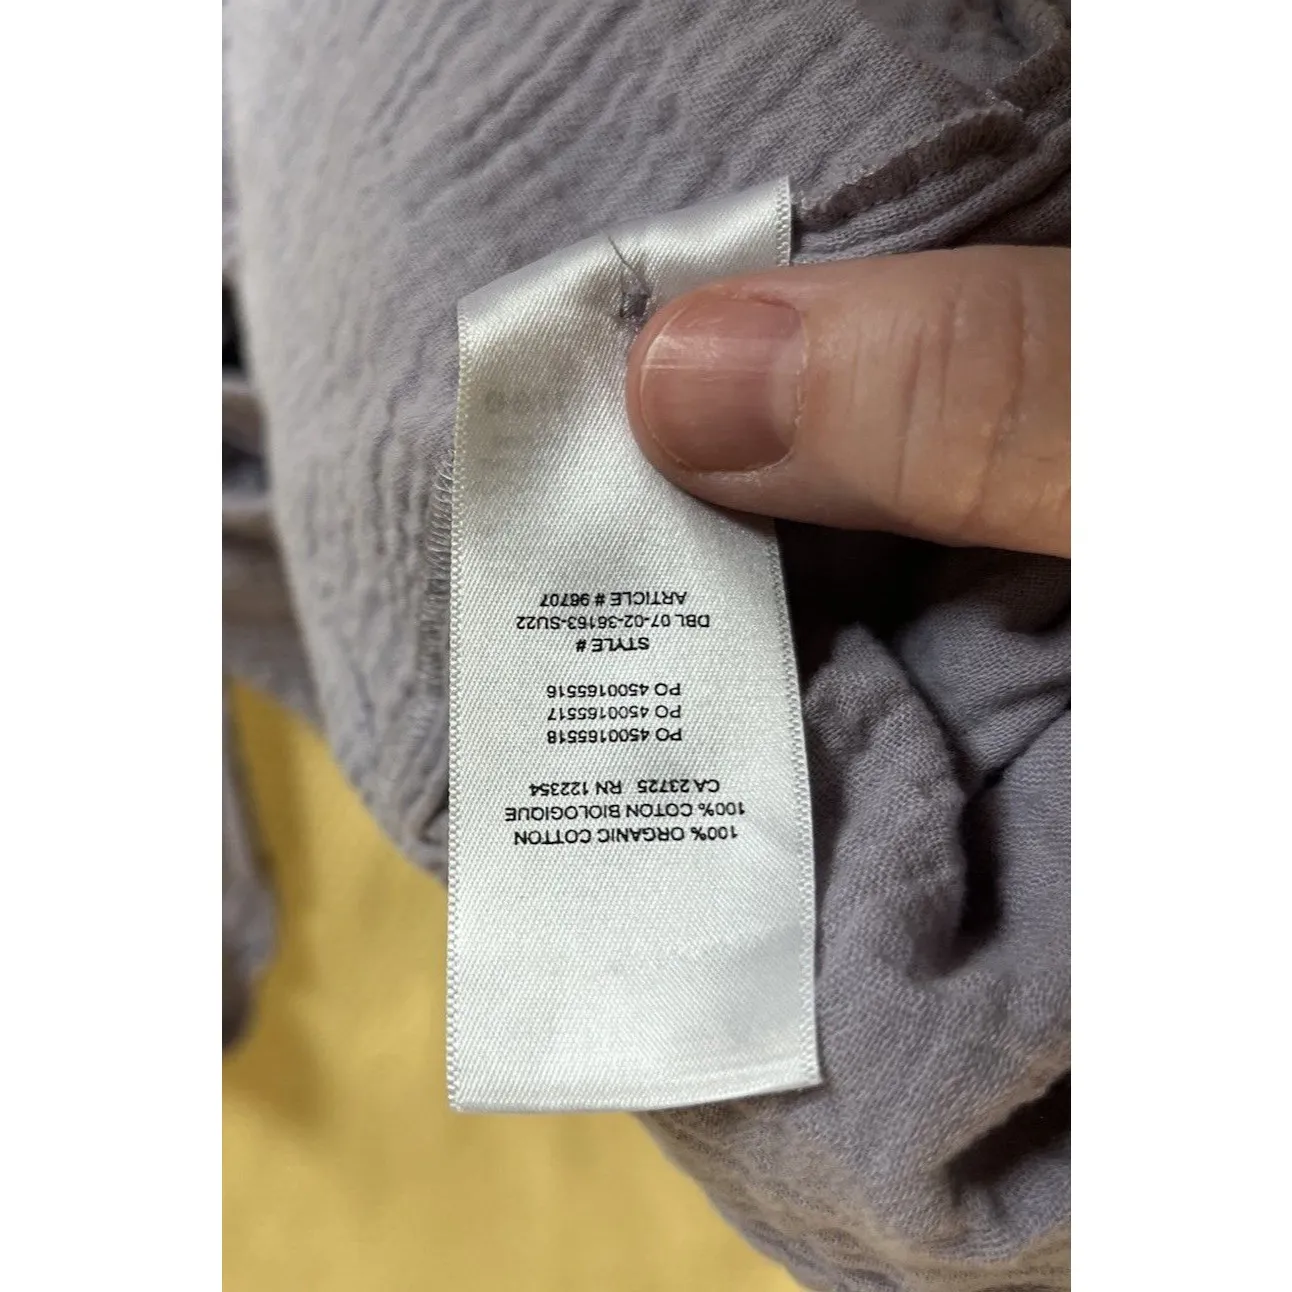 100% ORGANIC COTTON
100% COTON BIOLOGIQUE
CA 23725 RN 122354
PO 4500165518
PO 4500165517
PO 4500165516
STYLE #
DBL 07-02-36163-SU22
ARTICLE # 96707